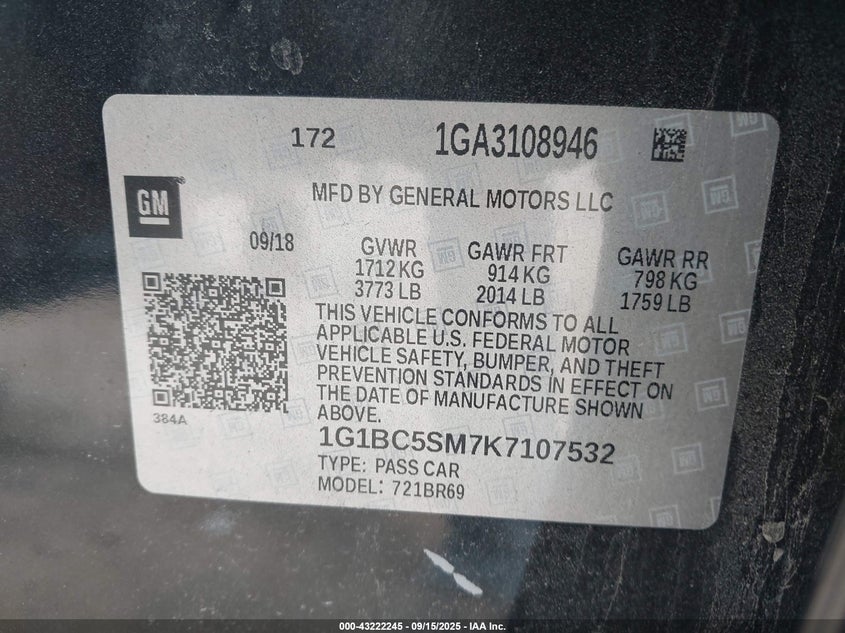 172 1GA3108946
GM
MFD BY GENERAL MOTORS LLC
09/18
GVWR GAWR FRT GAWR RR
1712 KG 914 KG 798 KG
3773 LB 2014 LB 1759 LB
THIS VEHICLE CONFORMS TO ALL
APPLICABLE U.S. FEDERAL MOTOR
VEHICLE SAFETY, BUMPER, AND THEFT
PREVENTION STANDARDS IN EFFECT ON
THE DATE OF MANUFACTURE SHOWN
ABOVE.
384A
1G1BC5SM7K7107532
TYPE: PASS CAR
MODEL: 721BR69
000-43222245 - 09/15/2025 - IAA Inc.